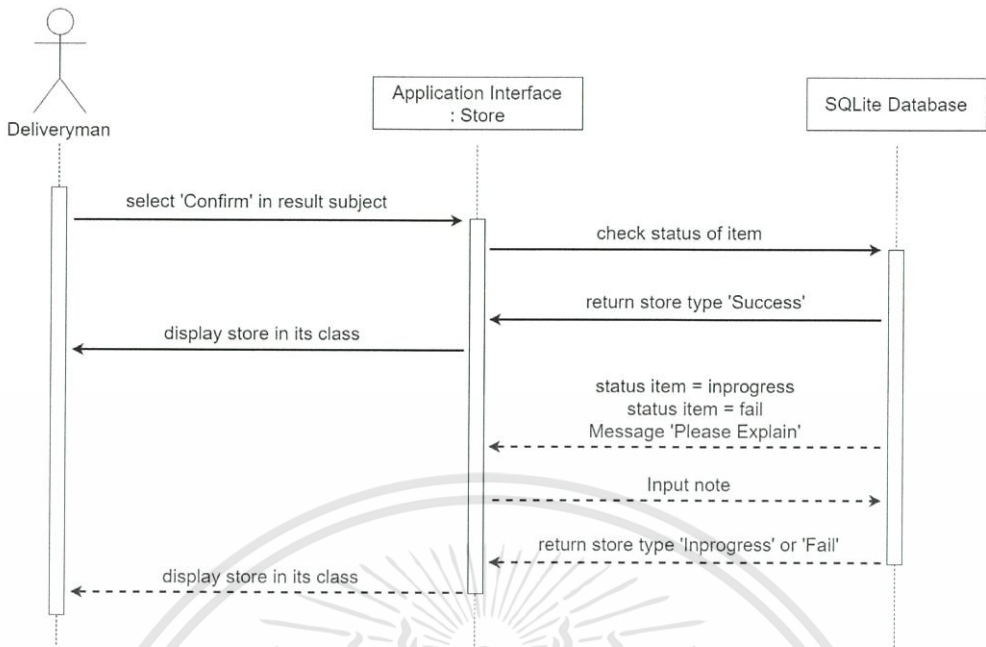 Deliveryman
Application Interface
: Store
SQLite Database
select 'Confirm' in result subject
check status of item
return store type 'Success'
display store in its class
status item = inprogress
status item = fail
Message 'Please Explain'
Input note
return store type 'Inprogress' or 'Fail'
display store in its class